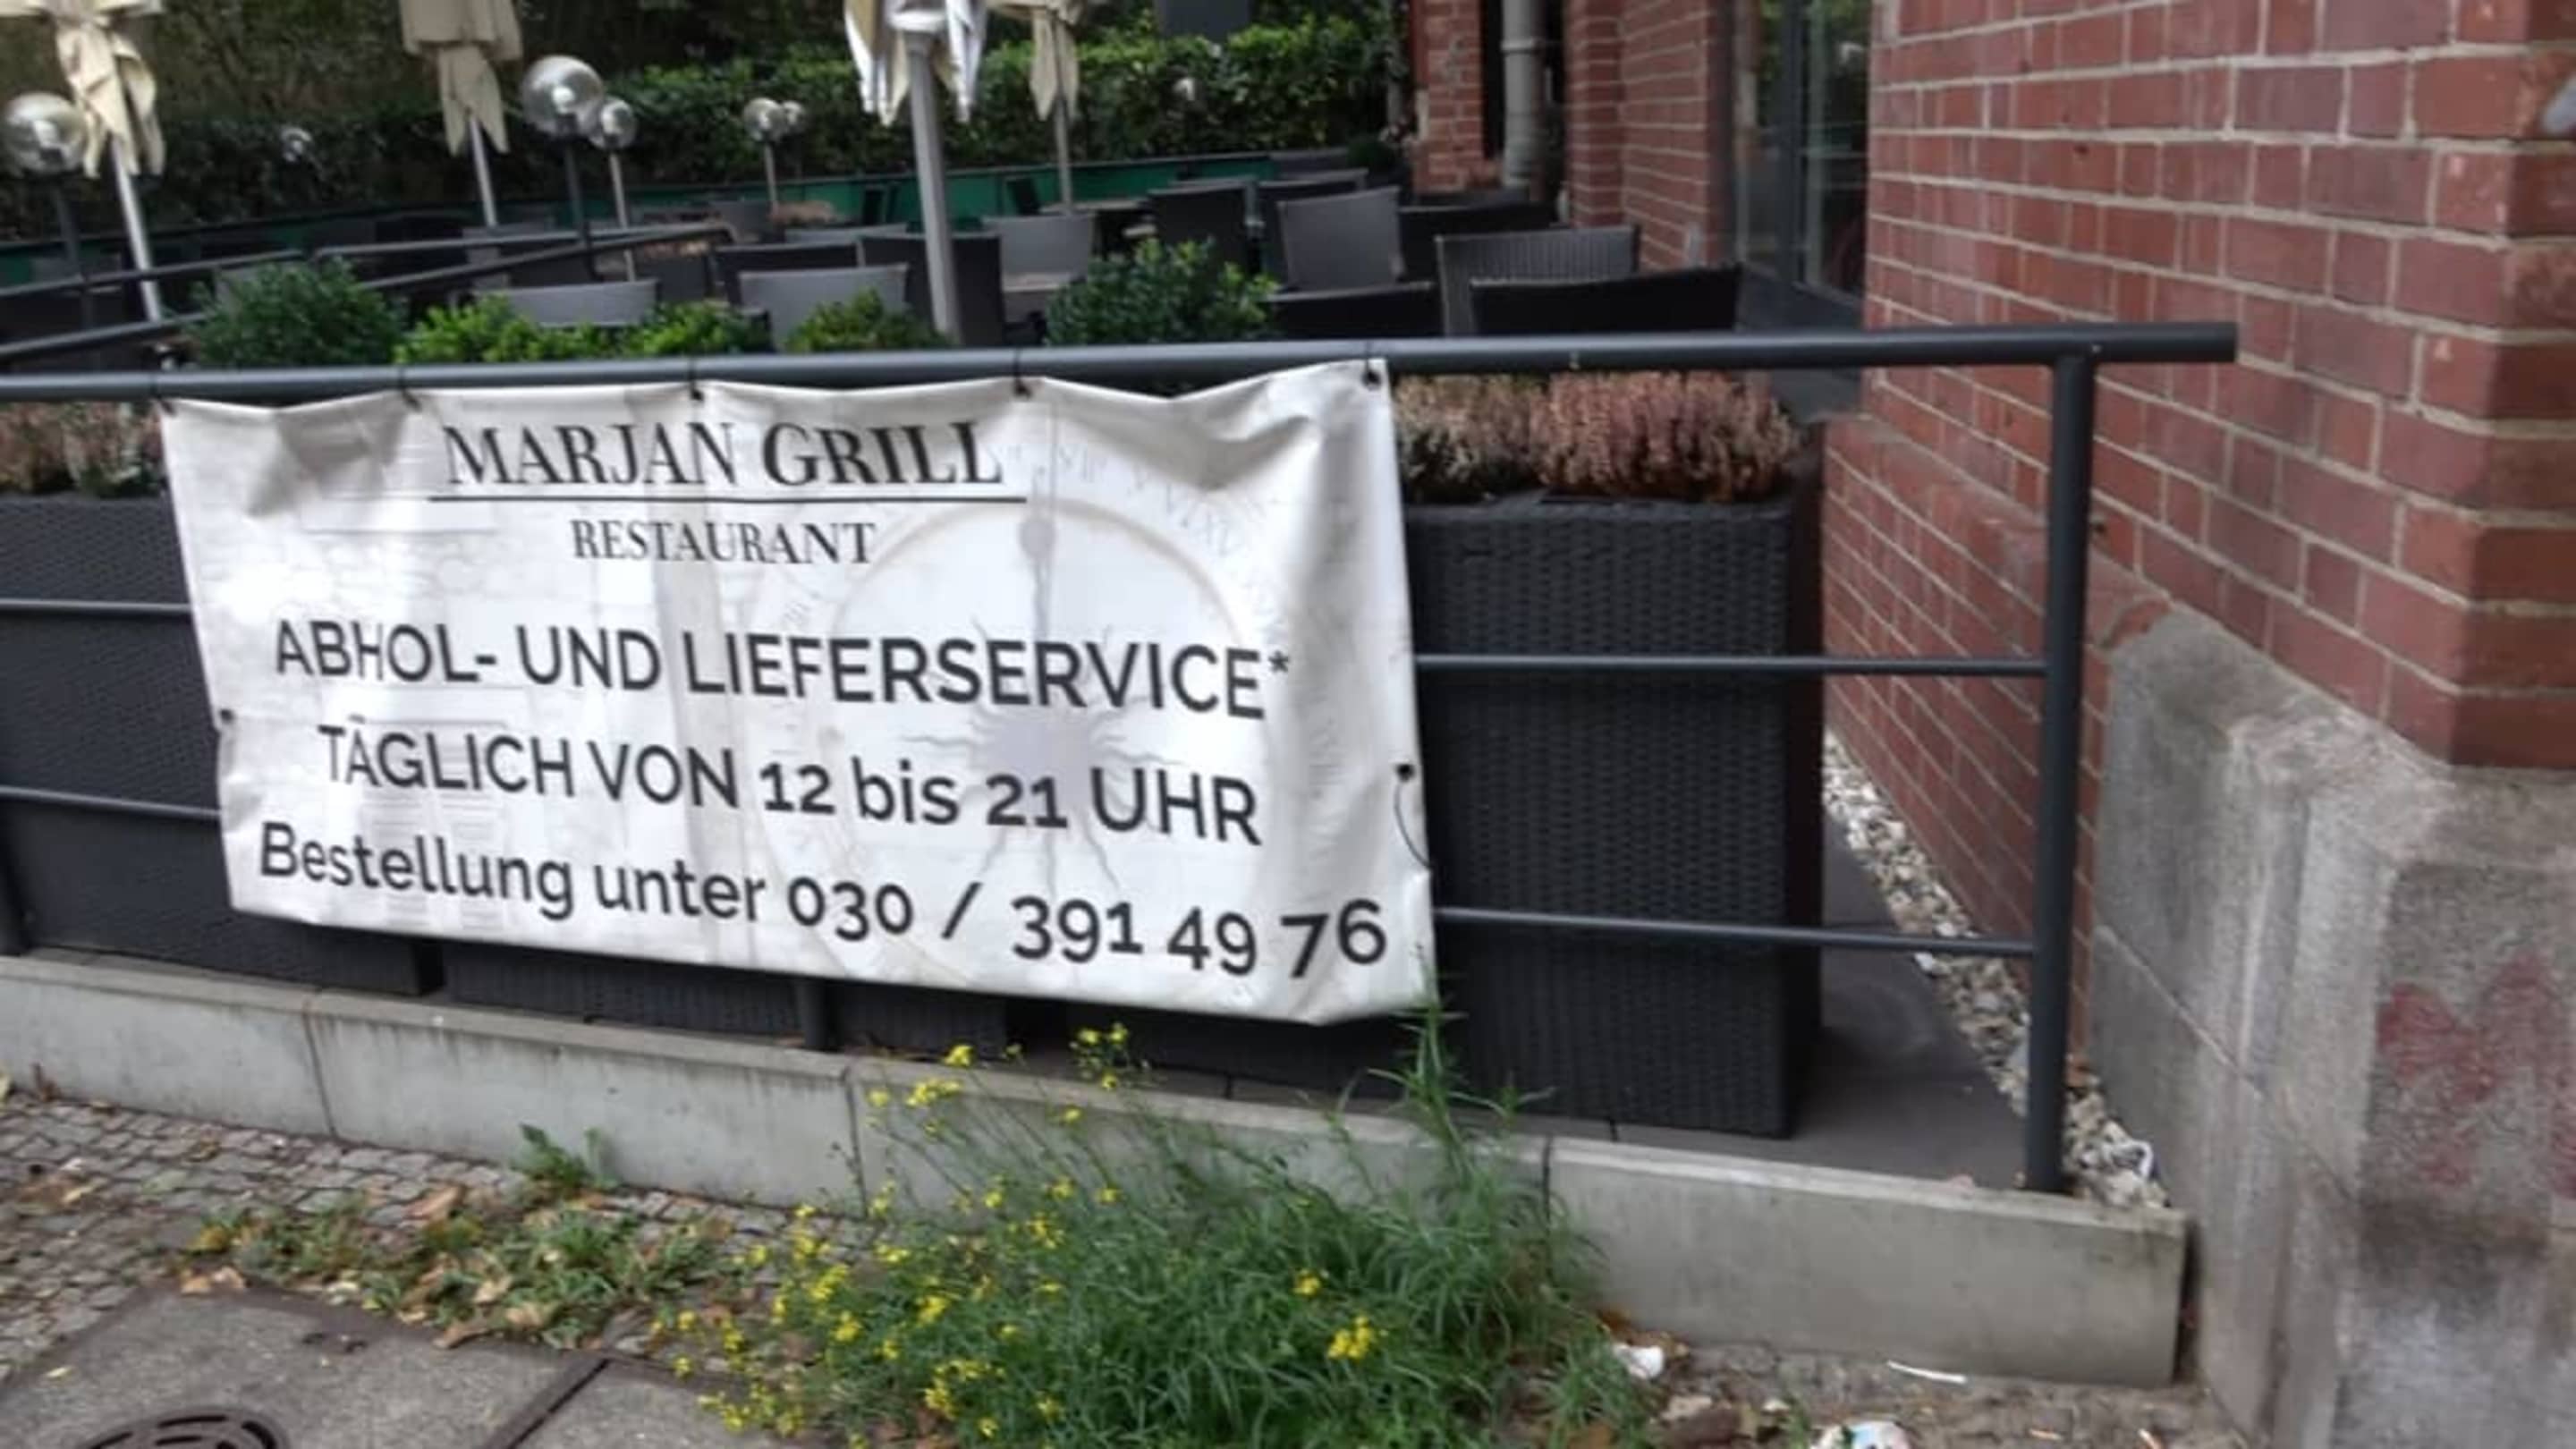 MARJAN GRILL
RESTAURANT
ABHOL- UND LIEFERSERVICE*
TÄGLICH VON 12 bis 21 UHR
Bestellung unter 030 / 391 49 76